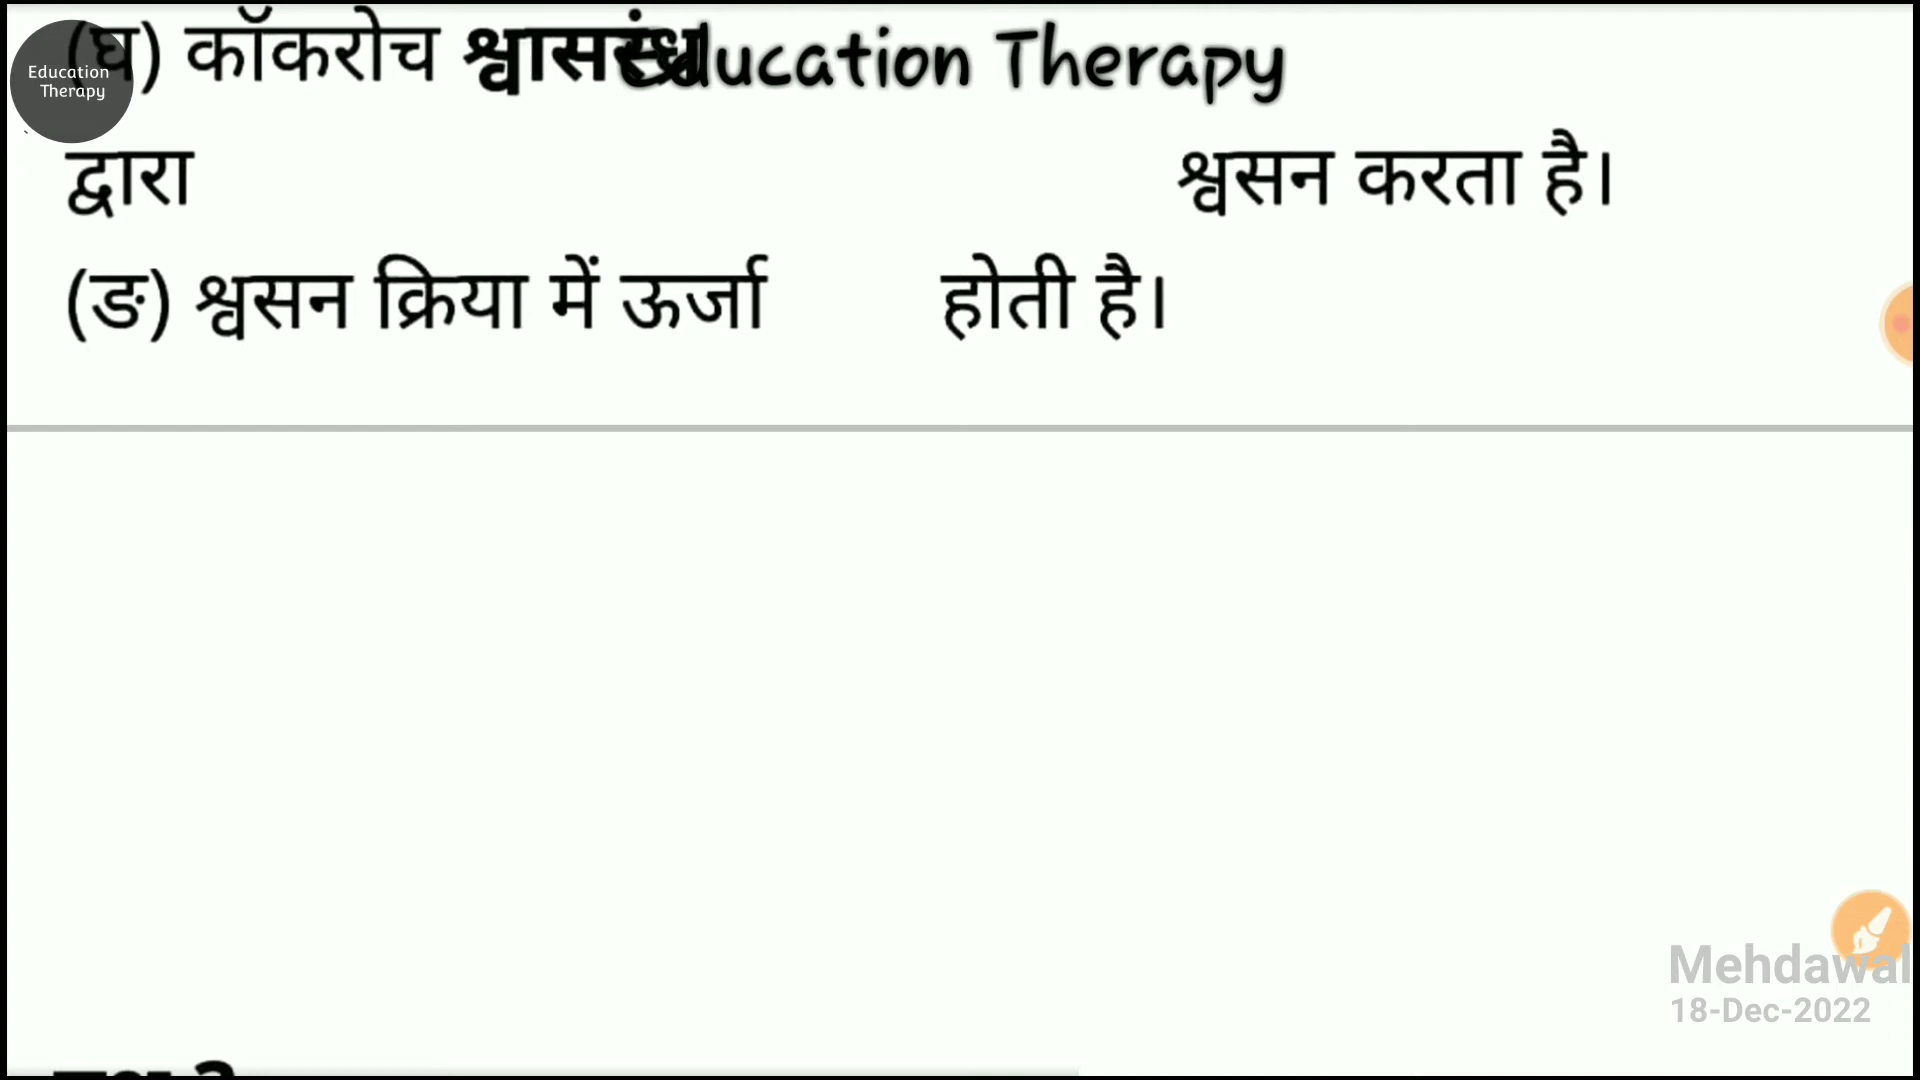 (घ) कॉकरोच श्वासरंध्र Education Therapy
Education
Therapy
द्वारा श्वसन करता है।
(ङ) श्वसन क्रिया में ऊर्जा होती है।
Mehdawal
18-Dec-2022